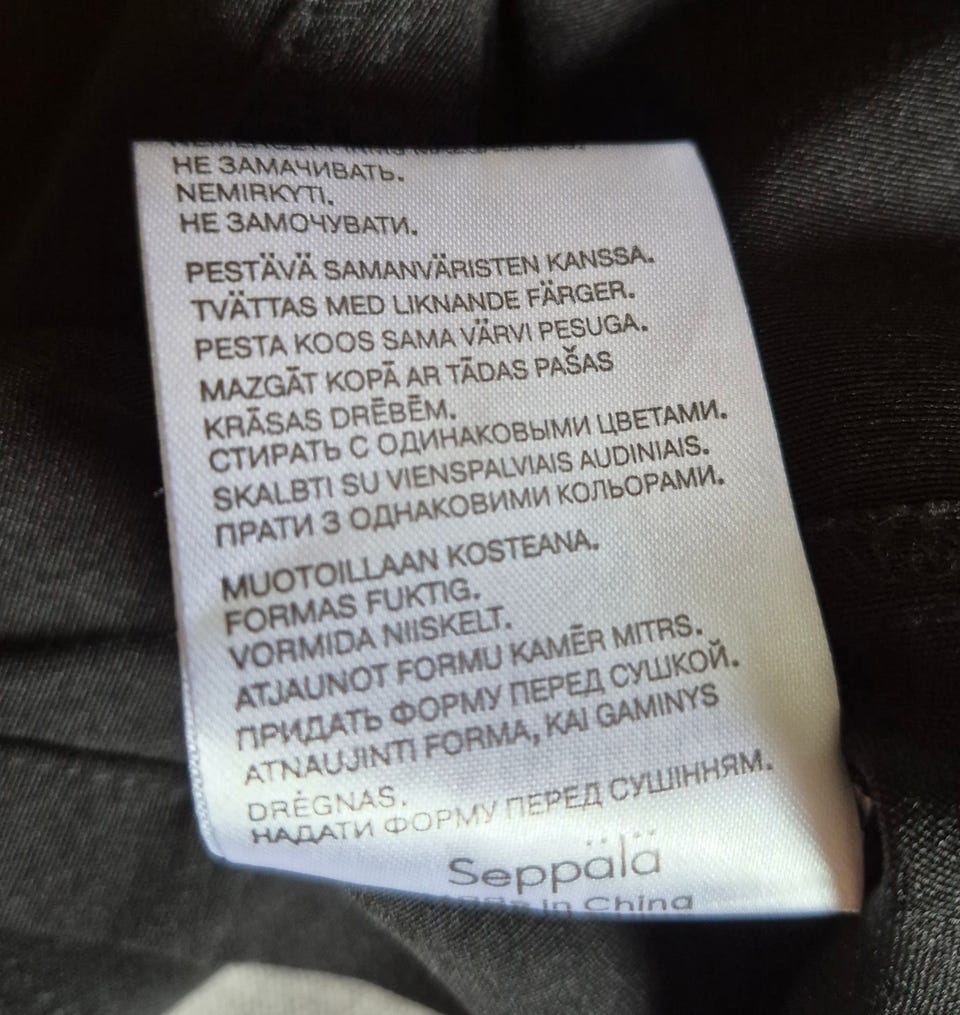 НЕ ЗАМАЧИВАТЬ.
NEMIRKYTI.
НЕ ЗАМОЧУВАТИ.
PESTÄVÄ SAMANVÄRISTEN KANSSA.
TVÄTTAS MED LIKNANDE FÄRGER.
PESTA KOOS SAMA VÄRVI PESUGA.
MAZGĀT KOPĀ AR TĀDAS PAŠAS
KRĀSAS DRĒBĒM.
СТИРАТЬ С ОДИНАКОВЫМИ ЦВЕТАМИ.
SKALBTI SU VIENSPALVIAIS AUDINIAIS.
ПРАТИ З ОДНАКОВИМИ КОЛЬОРАМИ.
MUOTOILLAAN KOSTEANA.
FORMAS FUKTIG.
VORMIDA NIISKELT.
ATJAUNOT FORMU KAMĒR MITRS.
ПРИДАТЬ ФОРМУ ПЕРЕД СУШКОЙ.
ATNAUJINTI FORMA, KAI GAMINYS
DRĖGNAS.
НАДАТИ ФОРМУ ПЕРЕД СУШІННЯМ.
Seppälä
in China